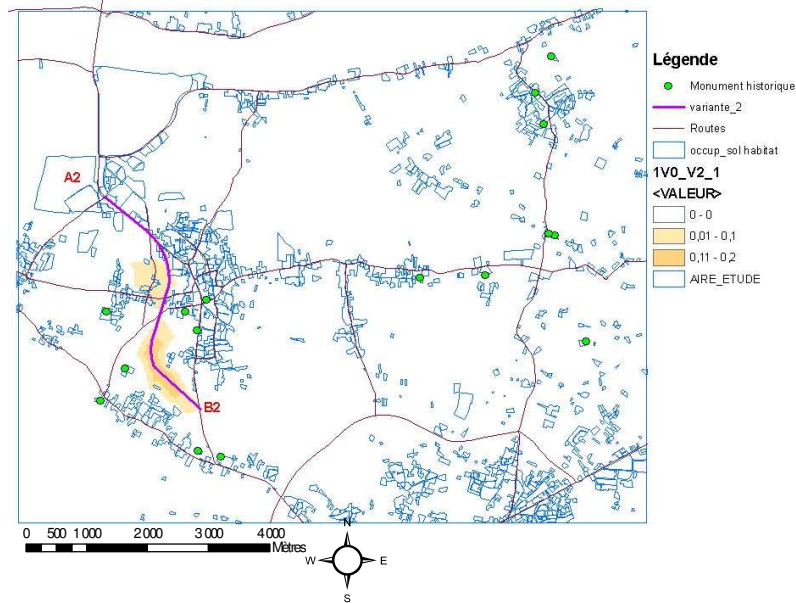 Légende
Monument historique
variante_2
Routes
occup_sol habitat
1V0_V2_1
<VALEUR>
0 - 0
0,01 - 0,1
0,11 - 0,2
AIRE_ETUDE
A2
B2
0 500 1 000 2 000 3 000 4 000
Mètres
N
W E
S